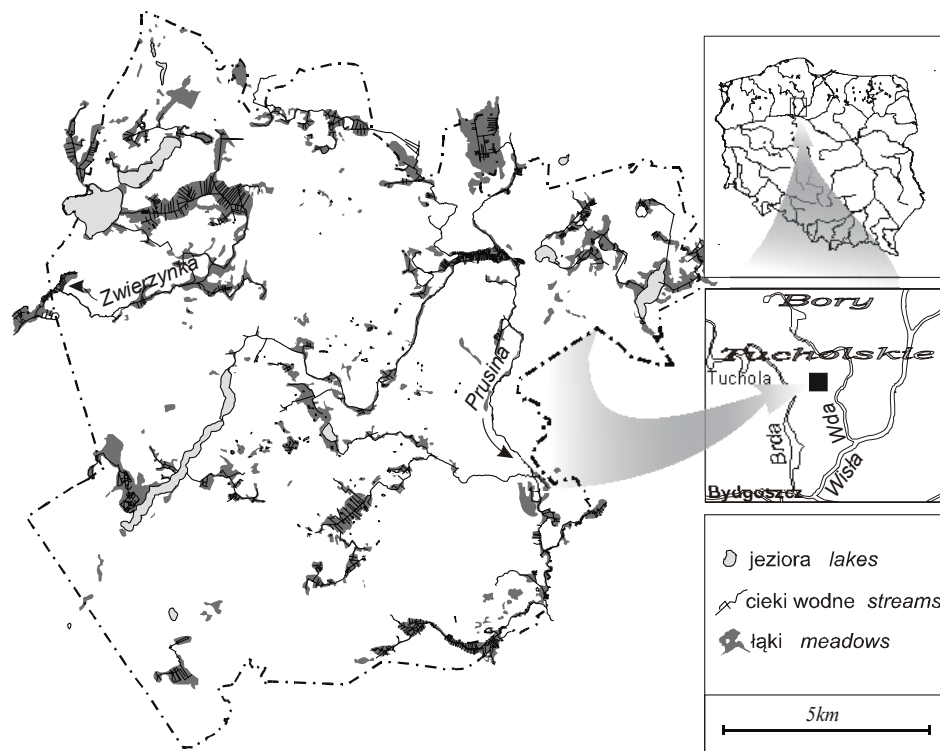 Zwierzynka
Prusina
Bory
Tucholskie
Tuchola
Brda
Wda
Wisła
Bydgoszcz
jeziora lakes
cieki wodne streams
łąki meadows
5km